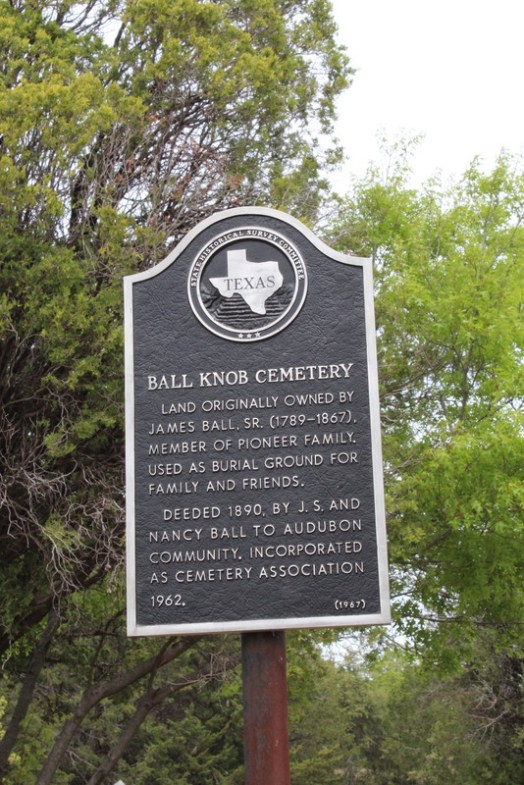 STATE HISTORICAL SURVEY COMMITTEE
TEXAS
BALL KNOB CEMETERY
LAND ORIGINALLY OWNED BY
JAMES BALL, SR. (1789-1867),
MEMBER OF PIONEER FAMILY.
USED AS BURIAL GROUND FOR
FAMILY AND FRIENDS.
DEEDED 1890, BY J. S. AND
NANCY BALL TO AUDUBON
COMMUNITY. INCORPORATED
AS CEMETERY ASSOCIATION
1962.
(1967)